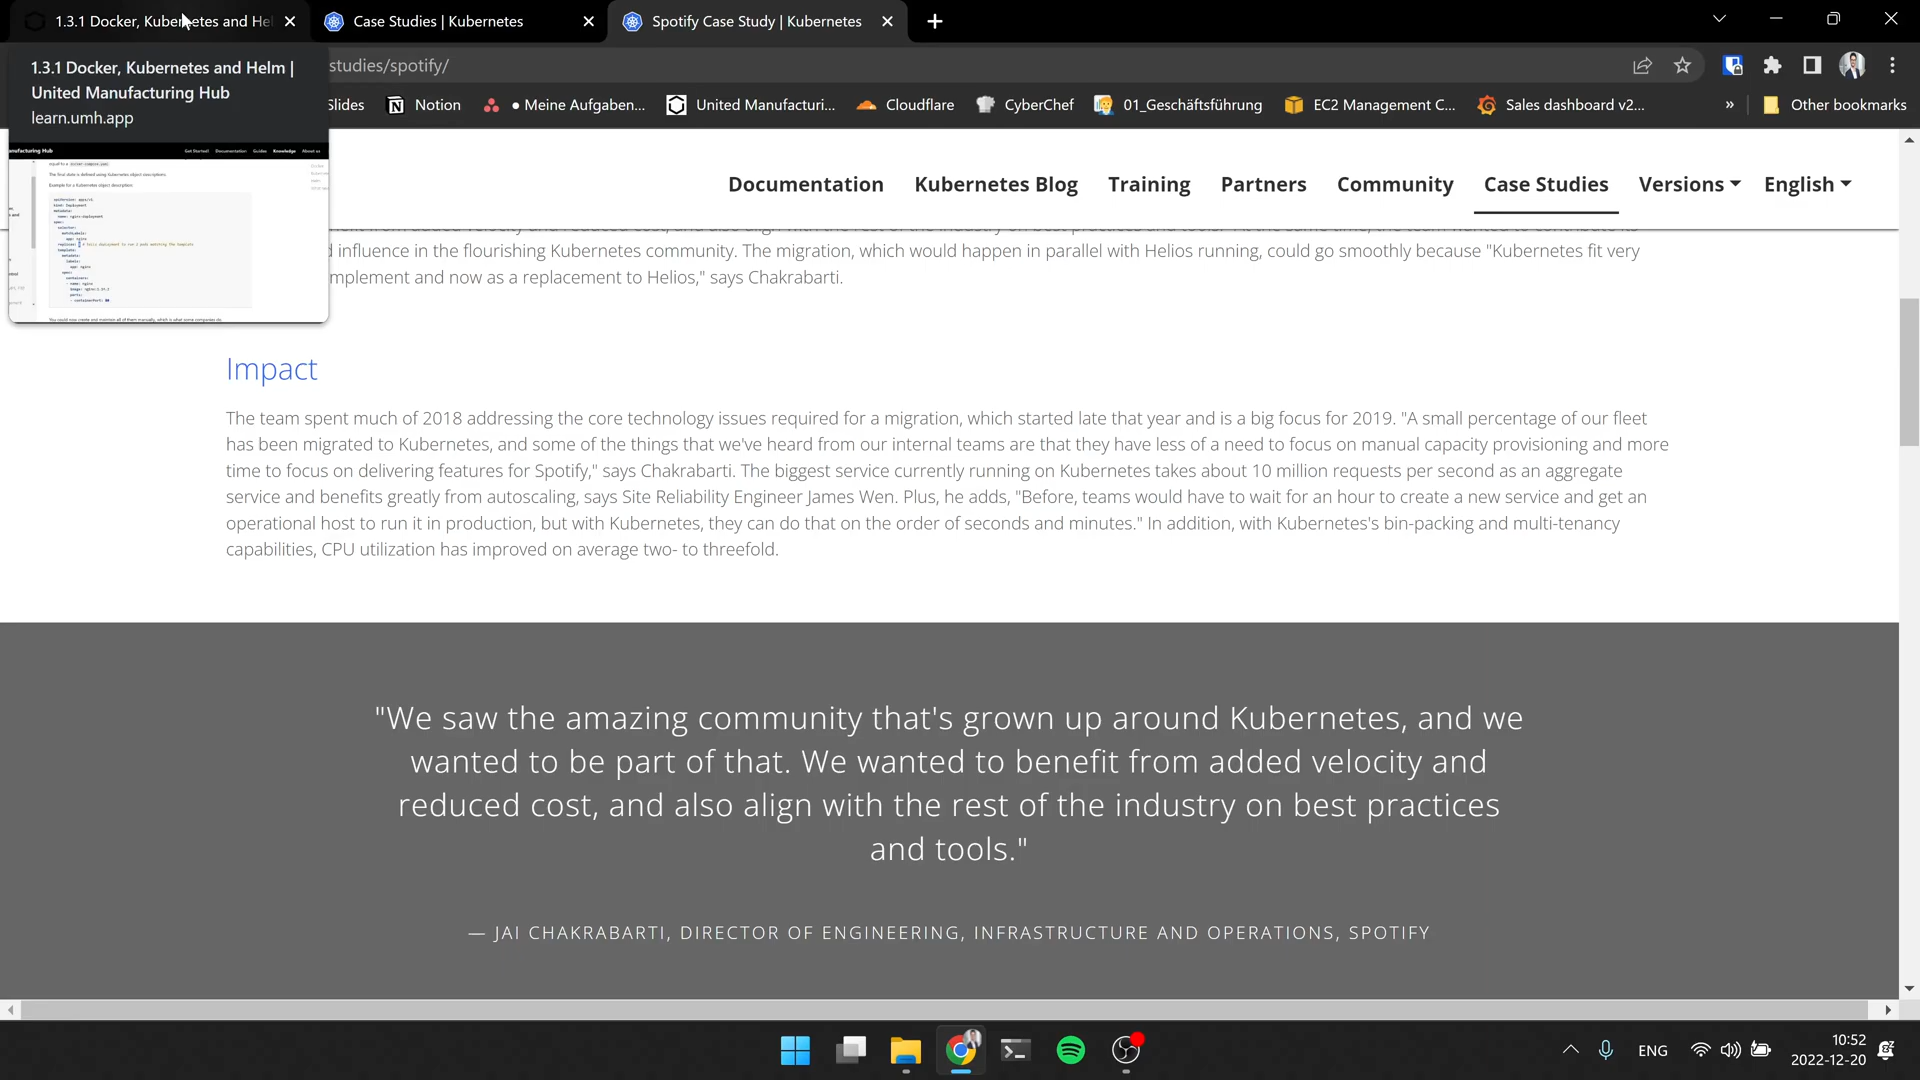 1.3.1 Docker, Kubernetes and Hel
Case Studies | Kubernetes
Spotify Case Study | Kubernetes
1.3.1 Docker, Kubernetes and Helm |
United Manufacturing Hub
learn.umh.app
studies/spotify/
Slides
Notion
• Meine Aufgaben...
United Manufacturi...
Cloudflare
CyberChef
01_Geschäftsführung
EC2 Management C...
Sales dashboard v2...
»
Other bookmarks
Documentation
Kubernetes Blog
Training
Partners
Community
Case Studies
Versions
English
d influence in the flourishing Kubernetes community. The migration, which would happen in parallel with Helios running, could go smoothly because "Kubernetes fit very
mplement and now as a replacement to Helios," says Chakrabarti.
Impact
The team spent much of 2018 addressing the core technology issues required for a migration, which started late that year and is a big focus for 2019. "A small percentage of our fleet
has been migrated to Kubernetes, and some of the things that we've heard from our internal teams are that they have less of a need to focus on manual capacity provisioning and more
time to focus on delivering features for Spotify," says Chakrabarti. The biggest service currently running on Kubernetes takes about 10 million requests per second as an aggregate
service and benefits greatly from autoscaling, says Site Reliability Engineer James Wen. Plus, he adds, "Before, teams would have to wait for an hour to create a new service and get an
operational host to run it in production, but with Kubernetes, they can do that on the order of seconds and minutes." In addition, with Kubernetes's bin-packing and multi-tenancy
capabilities, CPU utilization has improved on average two- to threefold.
"We saw the amazing community that's grown up around Kubernetes, and we
wanted to be part of that. We wanted to benefit from added velocity and
reduced cost, and also align with the rest of the industry on best practices
and tools."
— JAI CHAKRABARTI, DIRECTOR OF ENGINEERING, INFRASTRUCTURE AND OPERATIONS, SPOTIFY
ENG
10:52
2022-12-20